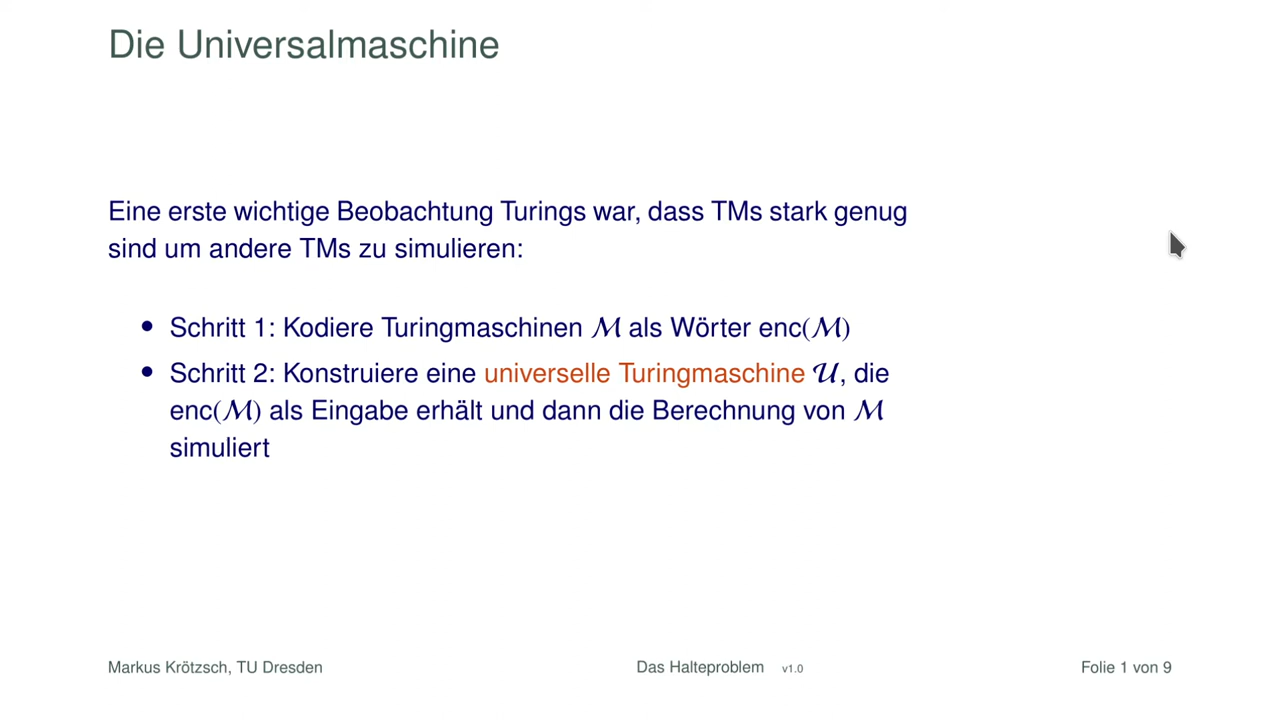 Die Universalmaschine
Eine erste wichtige Beobachtung Turings war, dass TMs stark genug
sind um andere TMs zu simulieren:
• Schritt 1: Kodiere Turingmaschinen ℳ als Wörter enc(ℳ)
• Schritt 2: Konstruiere eine universelle Turingmaschine 𝒰, die
enc(ℳ) als Eingabe erhält und dann die Berechnung von ℳ
simuliert
Markus Krötzsch, TU Dresden Das Halteproblem v1.0 Folie 1 von 9